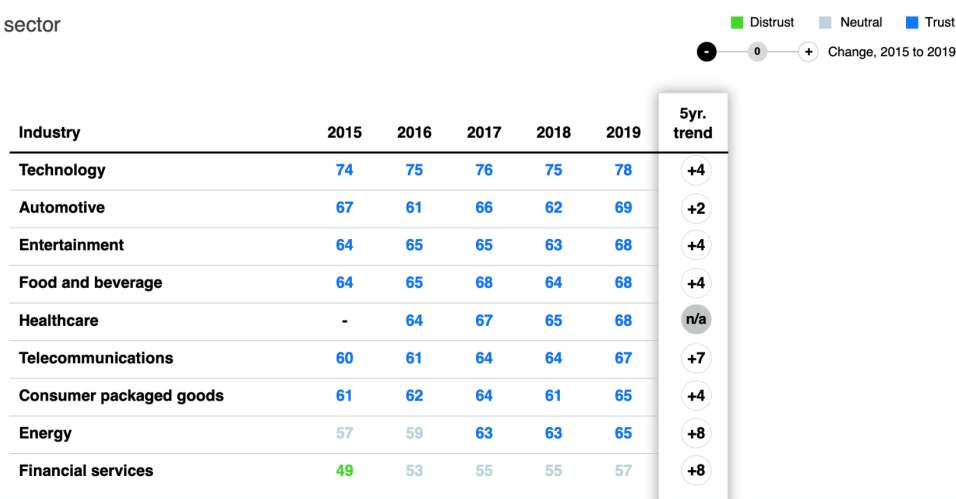 sector
Distrust Neutral Trust
- 0 + Change, 2015 to 2019
Industry 2015 2016 2017 2018 2019 5yr. trend
Technology 74 75 76 75 78 +4
Automotive 67 61 66 62 69 +2
Entertainment 64 65 65 63 68 +4
Food and beverage 64 65 68 64 68 +4
Healthcare - 64 67 65 68 n/a
Telecommunications 60 61 64 64 67 +7
Consumer packaged goods 61 62 64 61 65 +4
Energy 57 59 63 63 65 +8
Financial services 49 53 55 55 57 +8